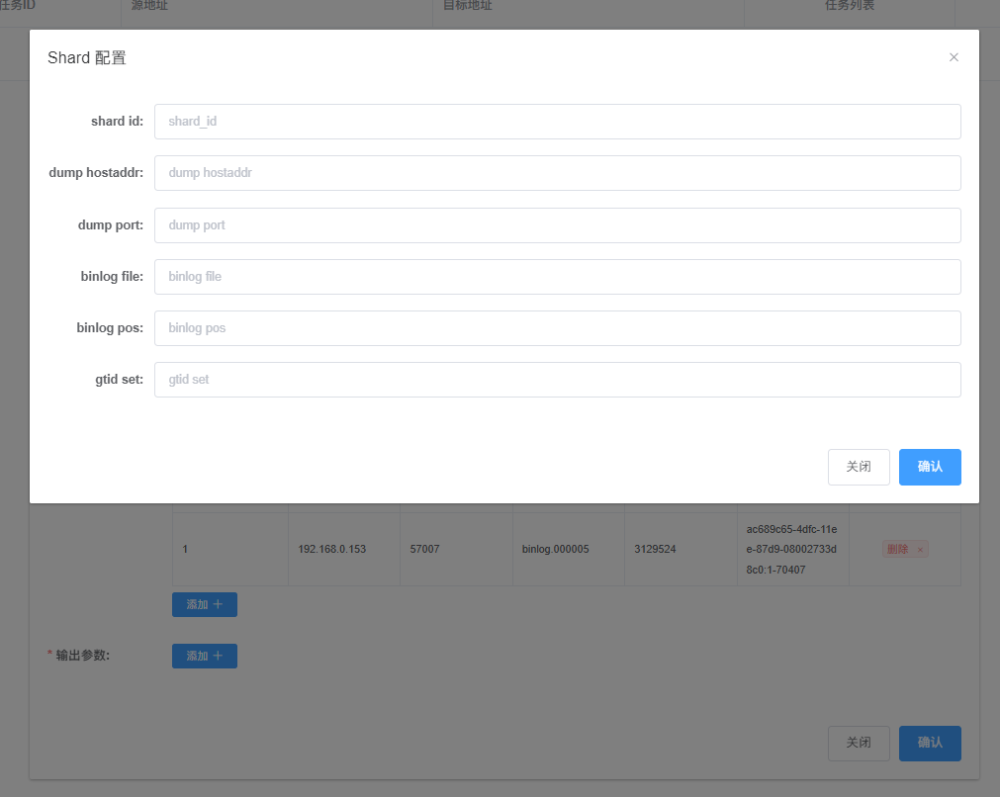 任务ID 源地址 目标地址 任务列表
Shard 配置
shard id: shard_id
dump hostaddr: dump hostaddr
dump port: dump port
binlog file: binlog file
binlog pos: binlog pos
gtid set: gtid set
关闭 确认
1 192.168.0.153 57007 binlog.000005 3129524 ac689c65-4dfc-11e 删除 ×
e-87d9-08002733d
8c0:1-70407
添加 +
* 输出参数: 添加 +
关闭 确认